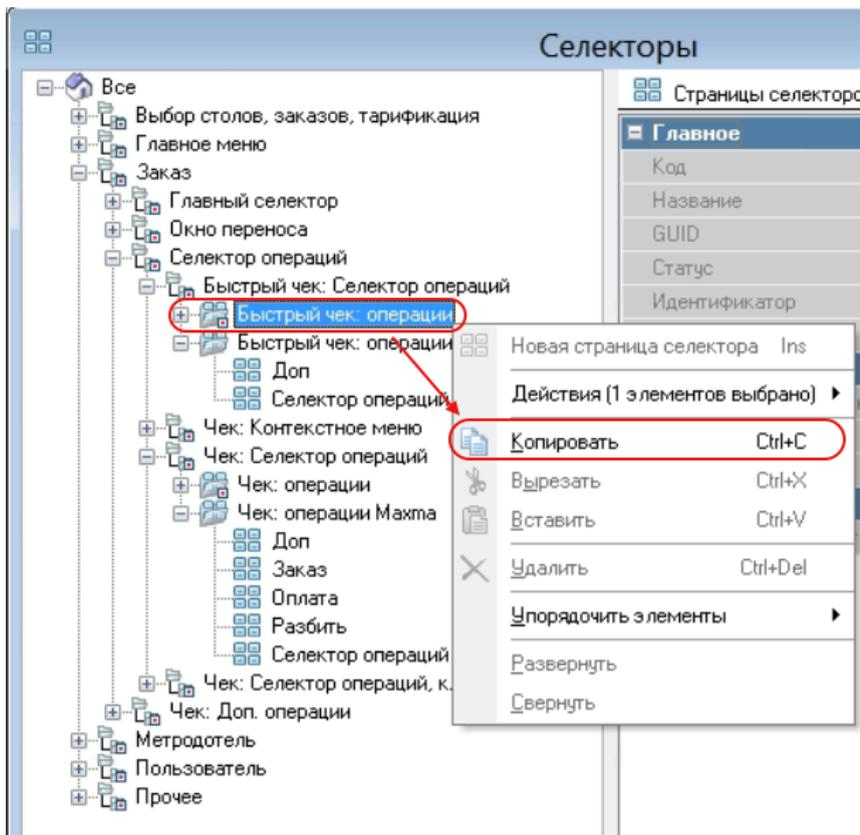 Селекторы
Все
Выбор столов, заказов, тарификация
Главное меню
Заказ
Главный селектор
Окно переноса
Селектор операций
Быстрый чек: Селектор операций
Быстрый чек: операции
Быстрый чек: операции
Доп
Селектор операций
Чек: Контекстное меню
Чек: Селектор операций
Чек: операции
Чек: операции Maxma
Доп
Заказ
Оплата
Разбить
Селектор операций
Чек: Селектор операций, к.
Чек: Доп. операции
Метродотель
Пользователь
Прочее
Страницы селекторо
Главное
Код
Название
GUID
Статус
Идентификатор
Новая страница селектора Ins
Действия (1 элементов выбрано)
Копировать Ctrl+C
Вырезать Ctrl+X
Вставить Ctrl+V
Удалить Ctrl+Del
Упорядочить элементы
Развернуть
Свернуть